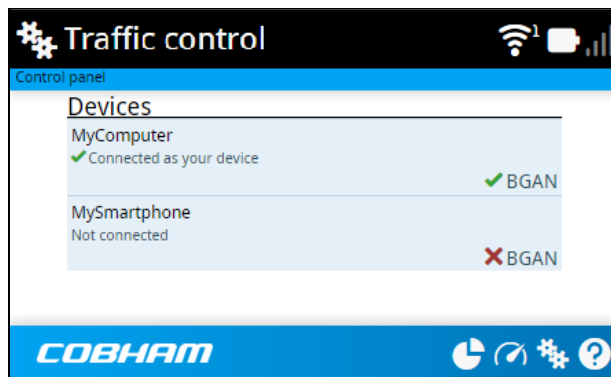 Traffic control
1
Control panel
Devices
MyComputer
Connected as your device
BGAN
MySmartphone
Not connected
BGAN
COBHAM
?